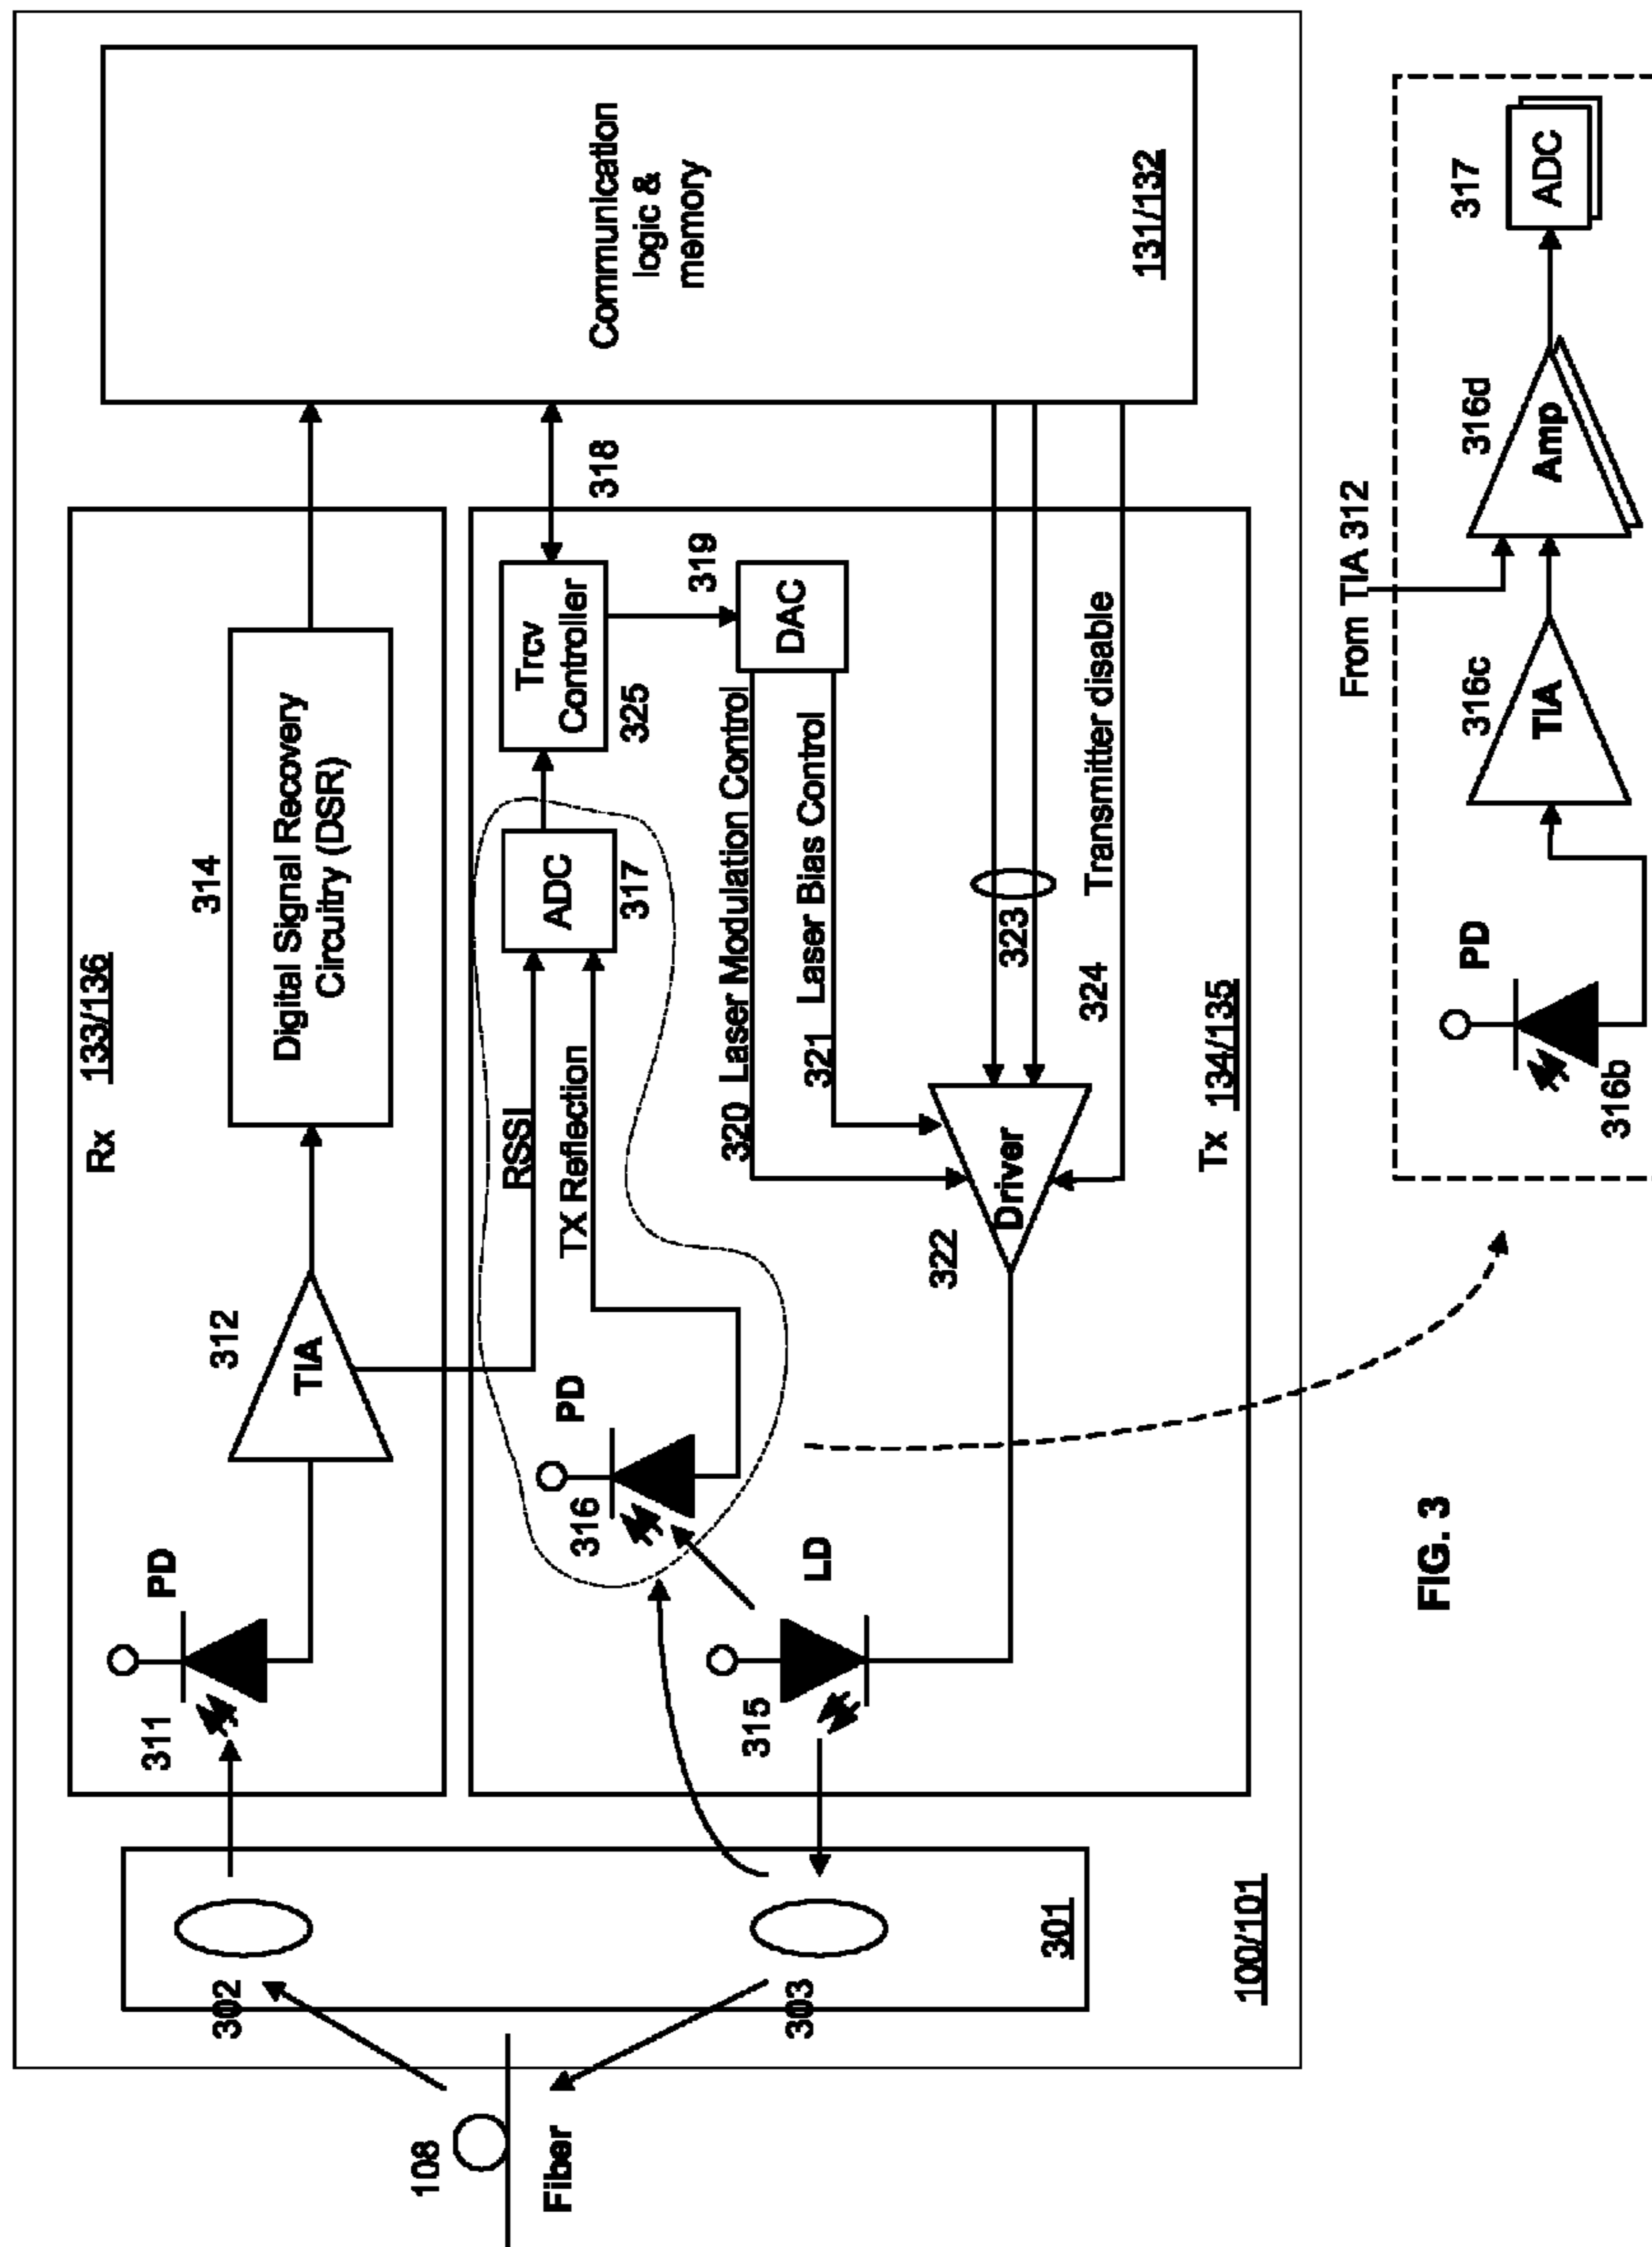 Rx
133/136
PD
311
312
TIA
314
Digital Signal Recovery
Circuitry (DSR)
Communication
logic &
memory
131/132
RSSI
TX Reflection
ADC
317
Trcv
Controller
325
318
319
DAC
PD
316
LD
315
320 Laser Modulation Control
321 Laser Bias Control
322
Driver
323
324
Transmitter disable
Tx
134/135
302
303
301
100/101
108
Fiber
From TIA 312
PD
316b
316c
TIA
316d
Amp
317
ADC
FIG. 3